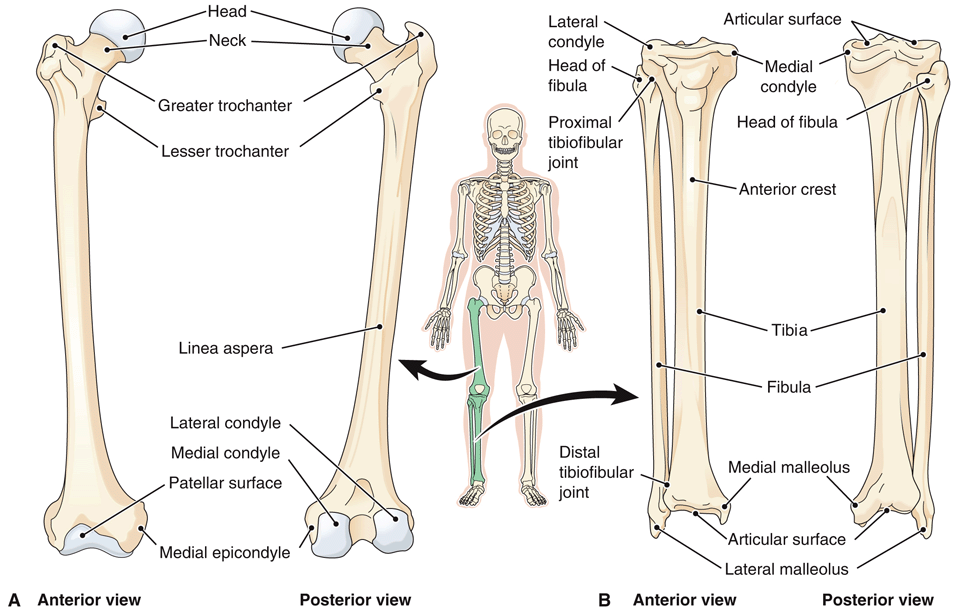 Head
Neck
Greater trochanter
Lesser trochanter
Linea aspera
Lateral condyle
Medial condyle
Patellar surface
Medial epicondyle
A Anterior view
Posterior view
Lateral
condyle
Head of
fibula
Proximal
tibiofibular
joint
Articular surface
Medial
condyle
Head of fibula
Anterior crest
Tibia
Fibula
Distal
tibiofibular
joint
Medial malleolus
Articular surface
Lateral malleolus
B Anterior view
Posterior view